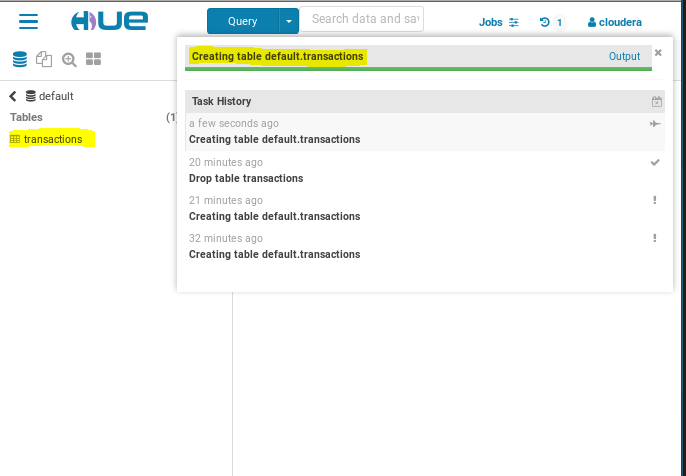 HUE
Query
Search data and sav
Jobs
1
cloudera
Creating table default.transactions
Output
default
Tables
(1)
transactions
Task History
a few seconds ago
Creating table default.transactions
20 minutes ago
Drop table transactions
21 minutes ago
Creating table default.transactions
32 minutes ago
Creating table default.transactions